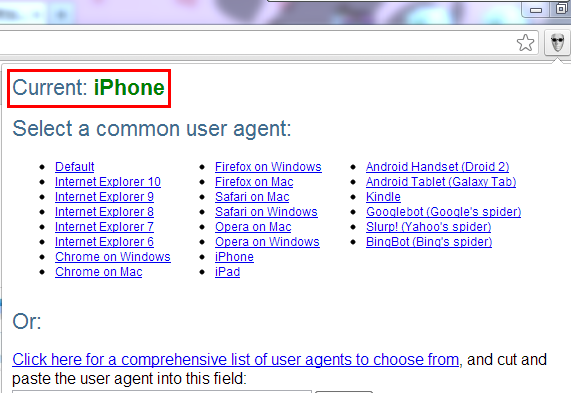 Current: iPhone
Select a common user agent:
Default
Internet Explorer 10
Internet Explorer 9
Internet Explorer 8
Internet Explorer 7
Internet Explorer 6
Chrome on Windows
Chrome on Mac
Firefox on Windows
Firefox on Mac
Safari on Mac
Safari on Windows
Opera on Mac
Opera on Windows
iPhone
iPad
Android Handset (Droid 2)
Android Tablet (Galaxy Tab)
Kindle
Googlebot (Google's spider)
Slurp! (Yahoo's spider)
BingBot (Bing's spider)
Or:
Click here for a comprehensive list of user agents to choose from, and cut and
paste the user agent into this field: